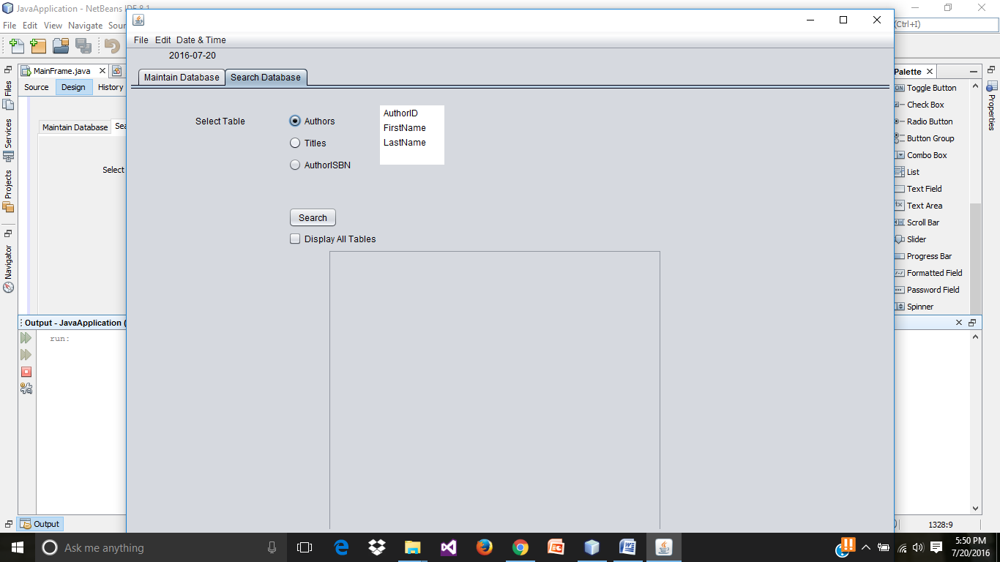 JavaApplication - NetBeans IDE 8.1
(Ctrl+I)
File Edit View Navigate Sour
File Edit Date & Time
2016-07-20
MainFrame.java
Source Design History
Files
Services
Projects
Navigator
Maintain Database Sea
Select
Maintain Database Search Database
Select Table
Authors
Titles
AuthorISBN
AuthorID
FirstName
LastName
Search
Display All Tables
Palette
Toggle Button
Check Box
Radio Button
Button Group
Combo Box
List
Text Field
Text Area
Scroll Bar
Slider
Progress Bar
Formatted Field
Password Field
Spinner
Properties
Output - JavaApplication (
run:
Output
1328:9
Ask me anything
5:50 PM
7/20/2016